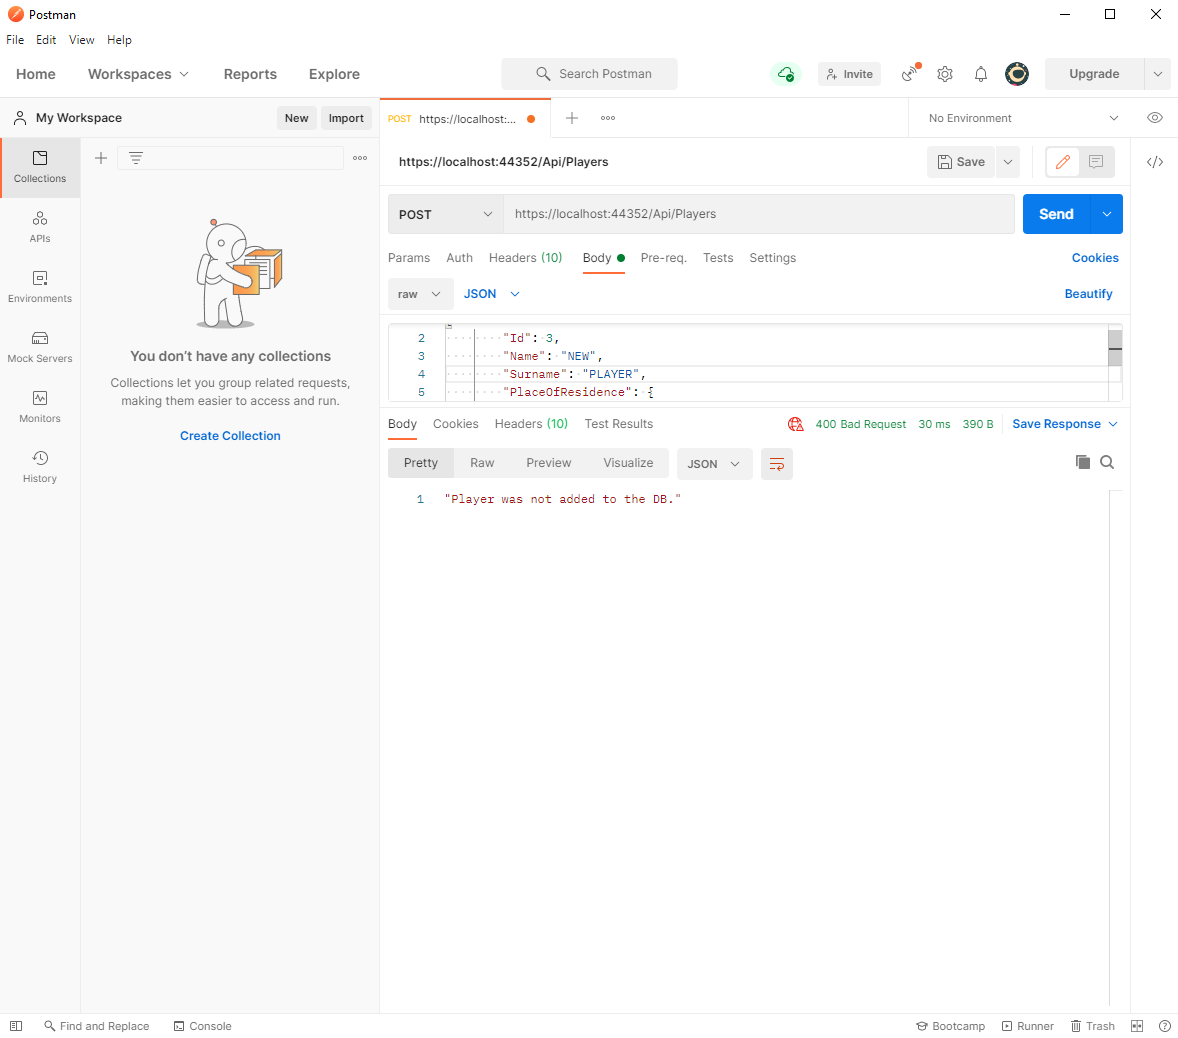 Postman
File Edit View Help
Home Workspaces Reports Explore Search Postman Invite Upgrade
My Workspace New Import POST https://localhost:... No Environment
https://localhost:44352/Api/Players Save
Collections
POST https://localhost:44352/Api/Players Send
APIs
Params Auth Headers (10) Body Pre-req. Tests Settings Cookies
Environments
raw JSON Beautify
Mock Servers
2 "Id": 3,
3 "Name": "NEW",
4 "Surname": "PLAYER",
5 "PlaceOfResidence": {
You don't have any collections
Collections let you group related requests,
making them easier to access and run.
Create Collection
Monitors
History
Body Cookies Headers (10) Test Results 400 Bad Request 30 ms 390 B Save Response
Pretty Raw Preview Visualize JSON
1 "Player was not added to the DB."
Find and Replace Console Bootcamp Runner Trash